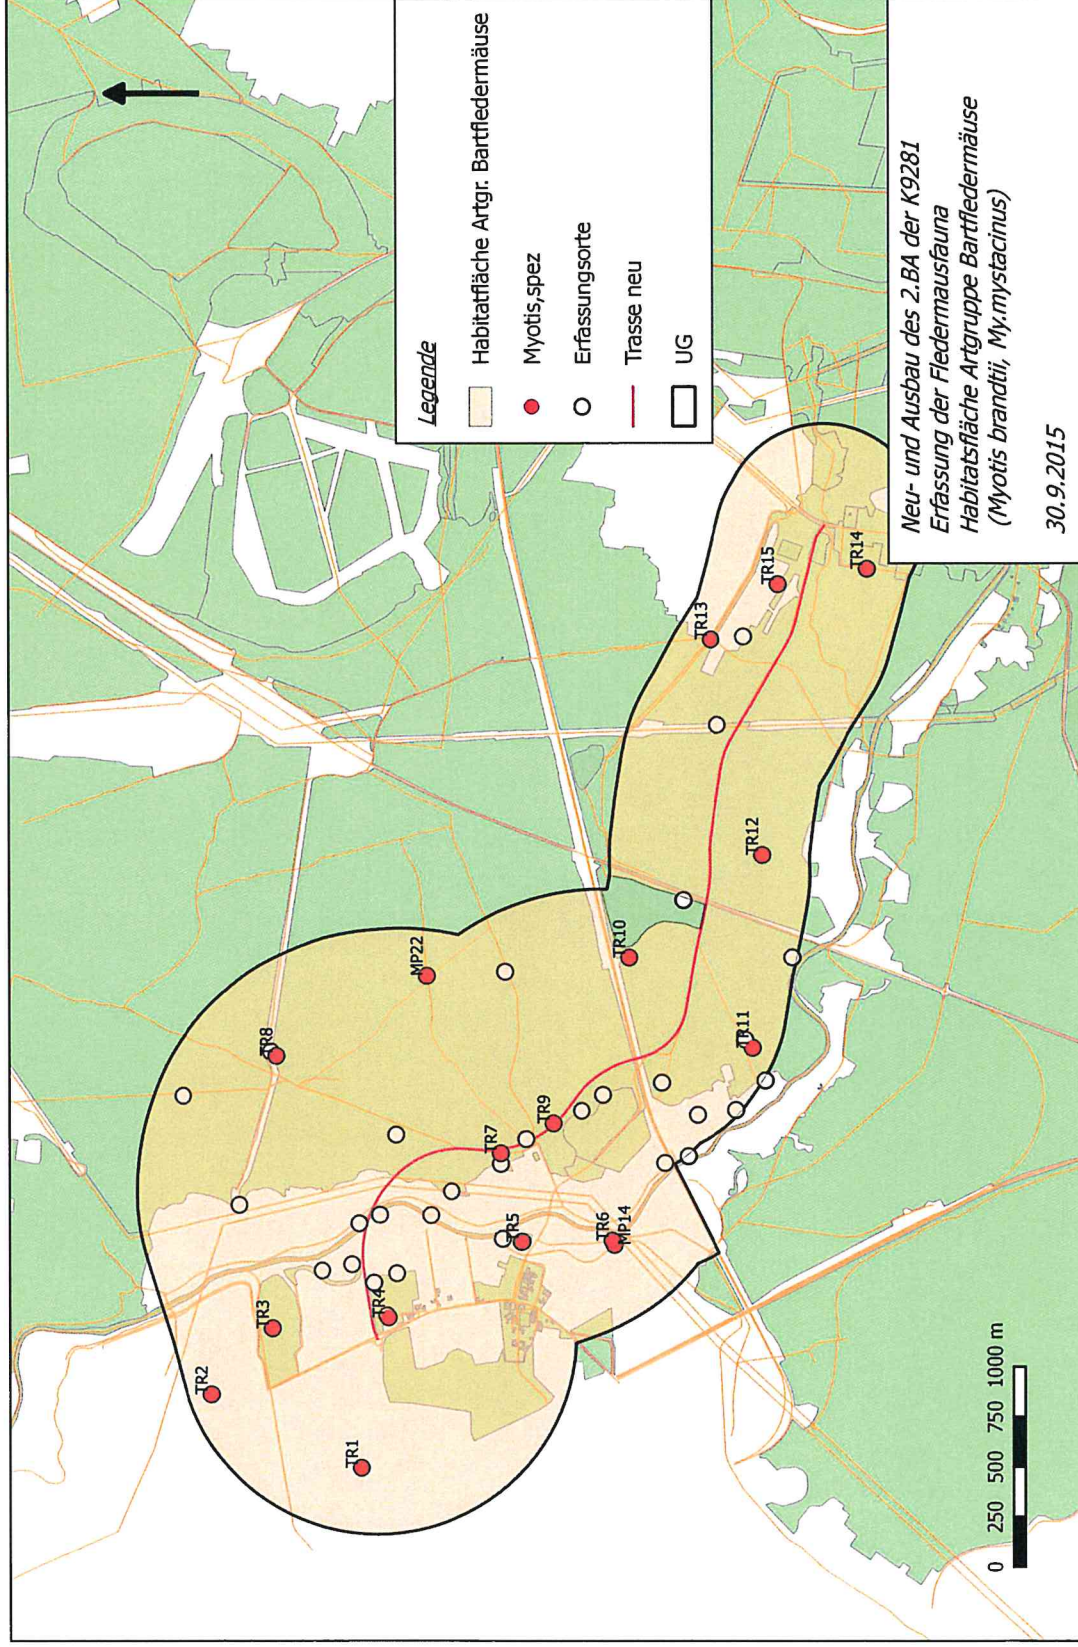 Legende
Habitatfläche Artgr. Bartfledermäuse
Myotis,spez
Erfassungsorte
Trasse neu
UG
Neu- und Ausbau des 2.BA der K9281
Erfassung der Fledermausfauna
Habitatsfläche Artgruppe Bartfledermäuse
(Myotis brandtii, My.mystacinus)
30.9.2015
TR1
TR2
TR3
TR4
TR5
TR6
MP14
TR7
TR8
TR9
MP22
TR10
TR11
TR12
TR13
TR14
TR15
0 250 500 750 1000 m